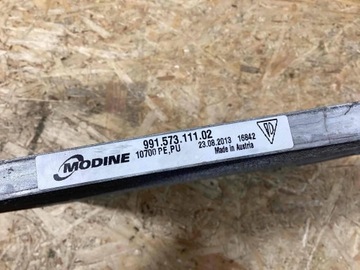 MODINE
991.573.111.02
10700 PE,PU 23.08.2013 16842
Made in Austria